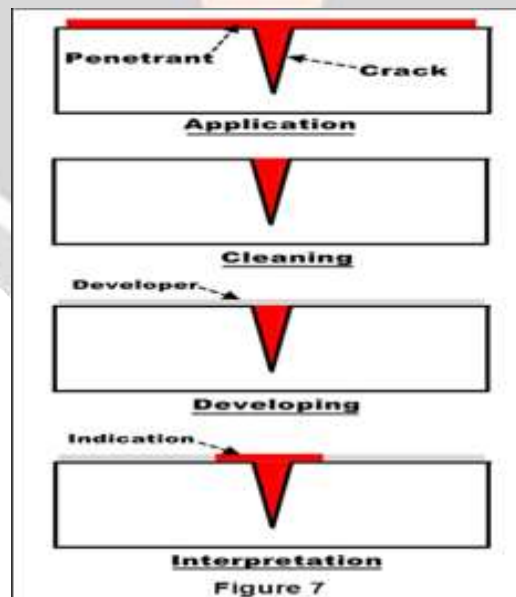 Penetrant
Crack
Application
Cleaning
Developer
Developing
Indication
Interpretation
Figure 7